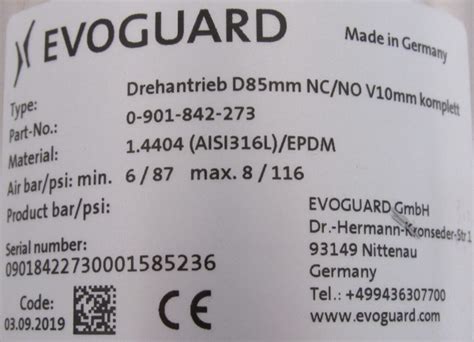 EVOGUARD
Made in Germany
Type: Drehantrieb D85mm NC/NO V10mm komplett
Part-No.: 0-901-842-273
Material: 1.4404 (AISI316L)/EPDM
Air bar/psi: min. 6 / 87 max. 8 / 116
Product bar/psi:
Serial number:
09018422730001585236
EVOGUARD GmbH
Dr.-Hermann-Kronseder-Str 1
93149 Nittenau
Germany
Tel.: +499436307700
www.evoguard.com
Code:
03.09.2019
CE